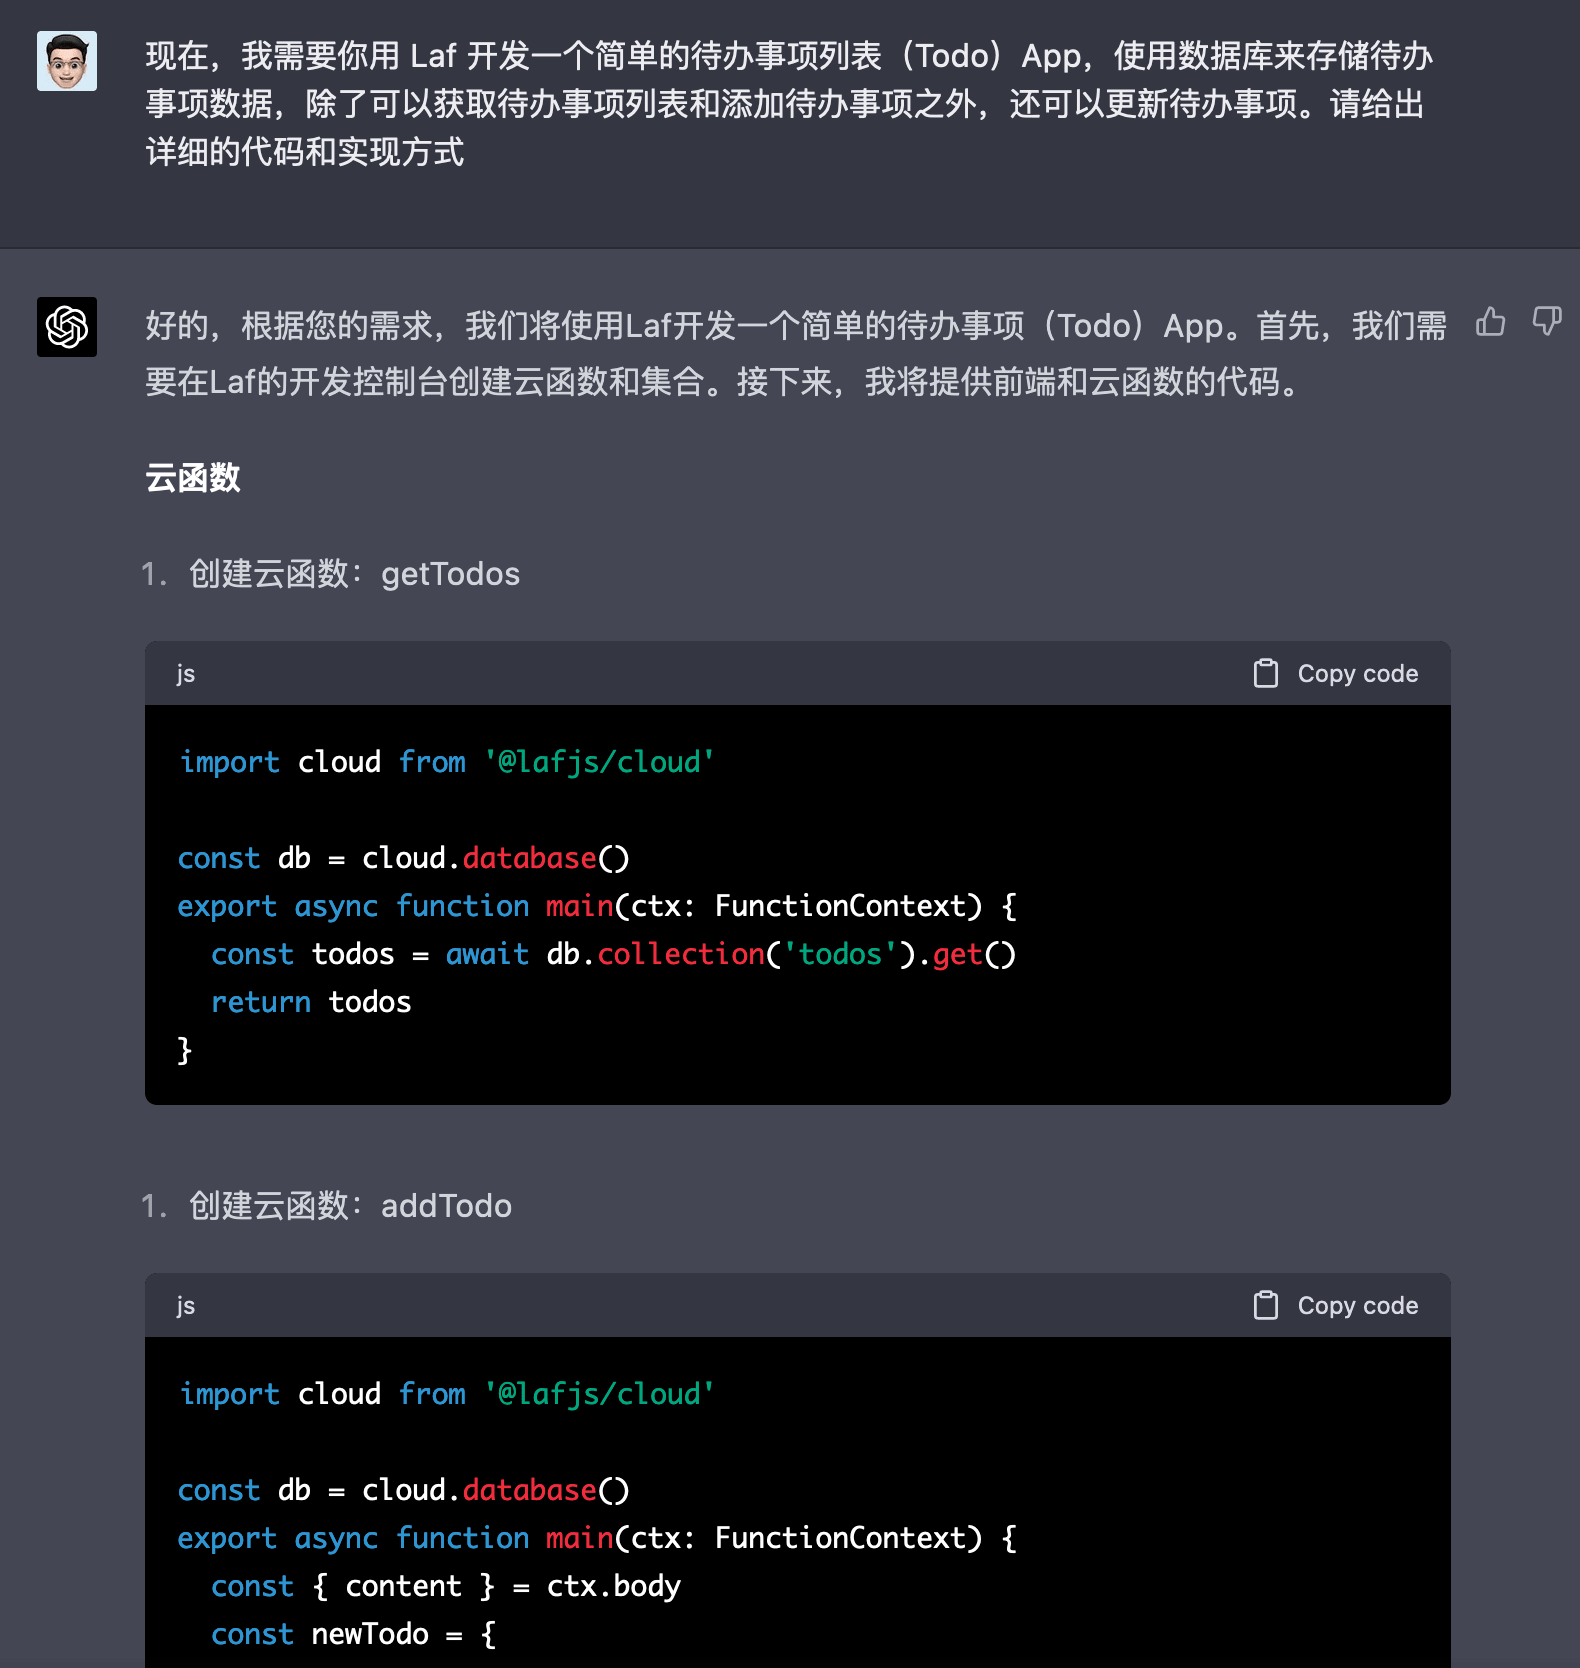 现在，我需要你用 Laf 开发一个简单的待办事项列表（Todo）App，使用数据库来存储待办
事项数据，除了可以获取待办事项列表和添加待办事项之外，还可以更新待办事项。请给出
详细的代码和实现方式
好的，根据您的需求，我们将使用Laf开发一个简单的待办事项（Todo）App。首先，我们需
要在Laf的开发控制台创建云函数和集合。接下来，我将提供前端和云函数的代码。
云函数
1. 创建云函数：getTodos
js Copy code
import cloud from '@lafjs/cloud'
const db = cloud.database()
export async function main(ctx: FunctionContext) {
  const todos = await db.collection('todos').get()
  return todos
}
1. 创建云函数：addTodo
js Copy code
import cloud from '@lafjs/cloud'
const db = cloud.database()
export async function main(ctx: FunctionContext) {
  const { content } = ctx.body
  const newTodo = {